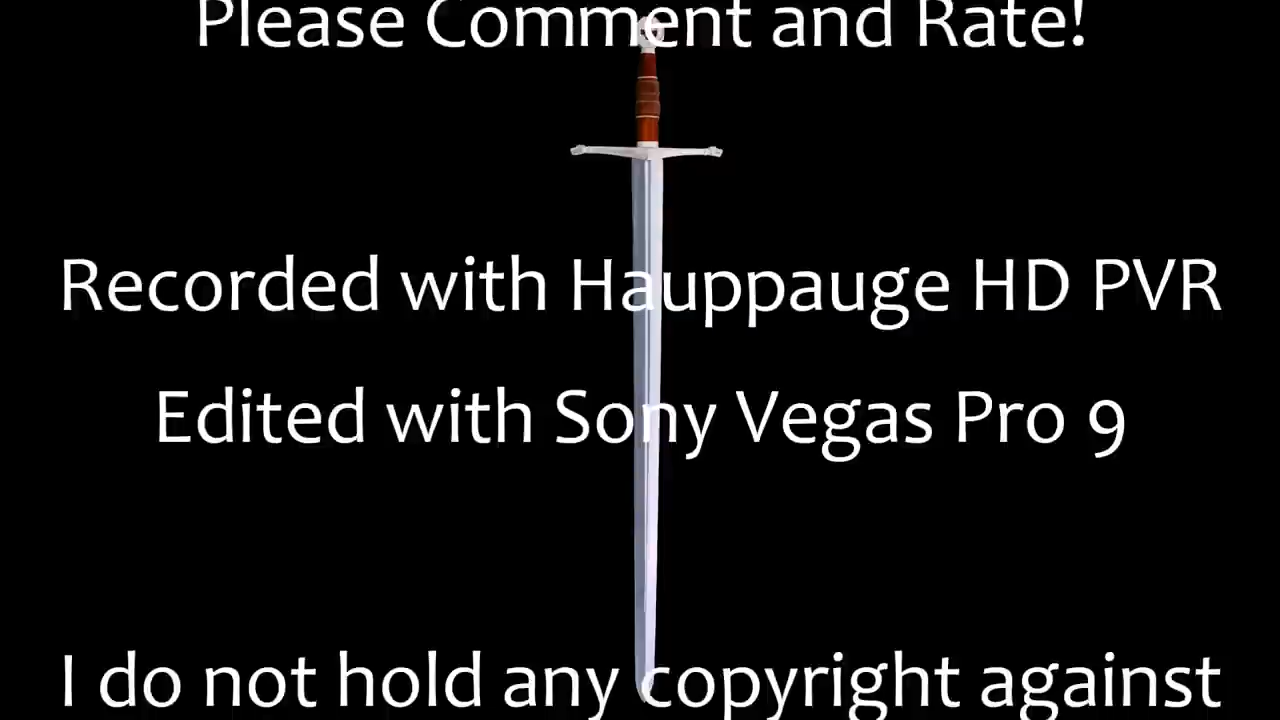 Please Comment and Rate!
Recorded with Hauppauge HD PVR
Edited with Sony Vegas Pro 9
I do not hold any copyright against